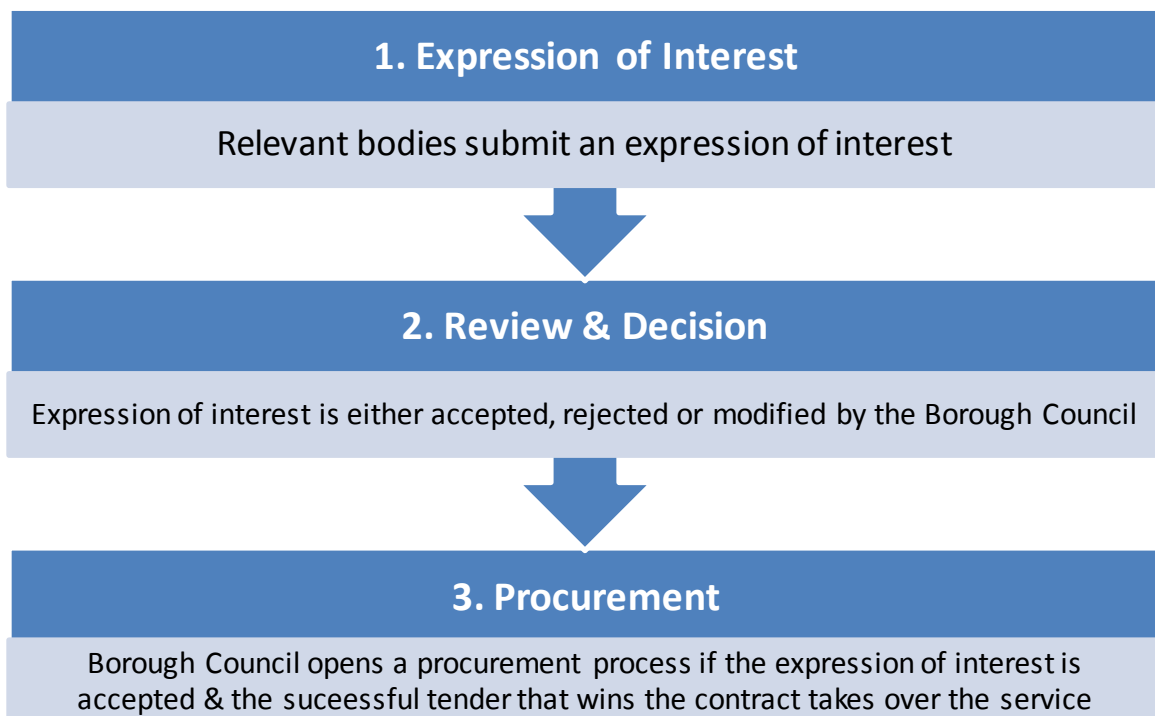 1. Expression of Interest
Relevant bodies submit an expression of interest
2. Review & Decision
Expression of interest is either accepted, rejected or modified by the Borough Council
3. Procurement
Borough Council opens a procurement process if the expression of interest is
accepted & the suceessful tender that wins the contract takes over the service